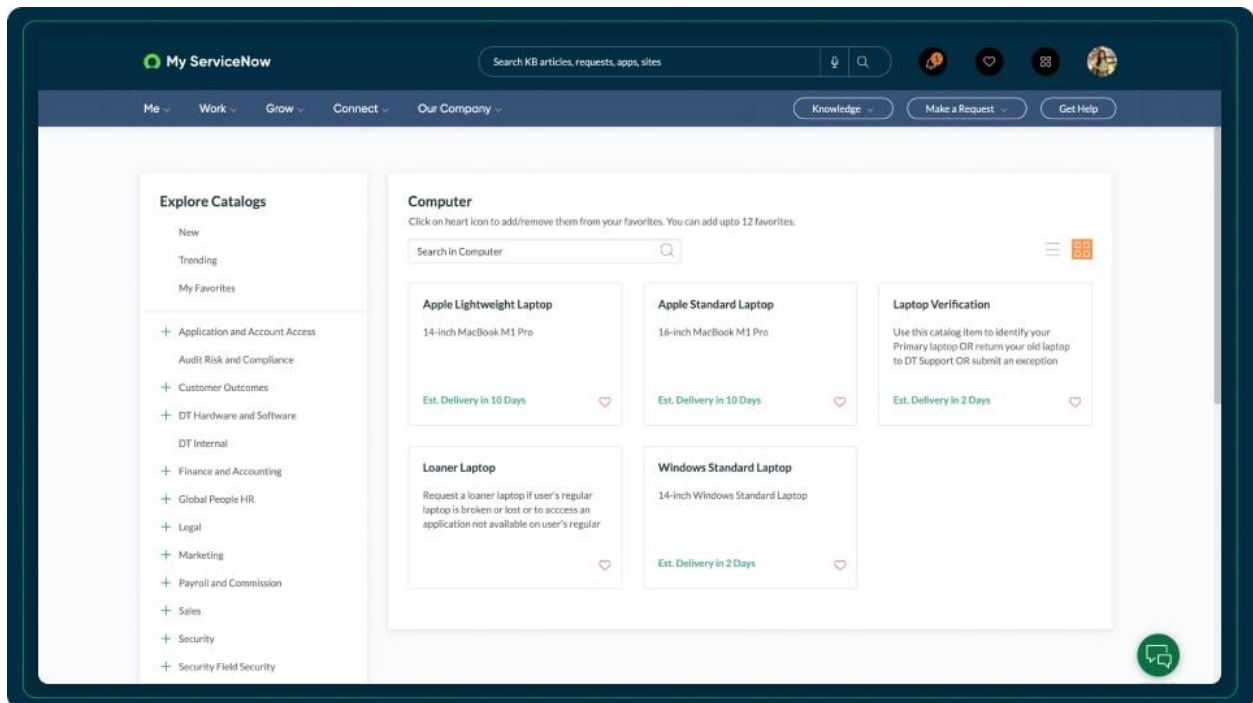 My ServiceNow
Search KB articles, requests, apps, sites
Me
Work
Grow
Connect
Our Company
Knowledge
Make a Request
Get Help
Explore Catalogs
New
Trending
My Favorites
Application and Account Access
Audit Risk and Compliance
Customer Outcomes
DT Hardware and Software
DT Internal
Finance and Accounting
Global People HR
Legal
Marketing
Payroll and Commission
Sales
Security
Security Field Security
Computer
Click on heart icon to add/remove them from your favorites. You can add upto 12 favorites.
Search in Computer
Apple Lightweight Laptop
14-inch MacBook M1 Pro
Est. Delivery in 10 Days
Apple Standard Laptop
16-inch MacBook M1 Pro
Est. Delivery in 10 Days
Laptop Verification
Use this catalog item to identify your
Primary laptop OR return your old laptop
to DT Support OR submit an exception
Est. Delivery in 2 Days
Loaner Laptop
Request a loaner laptop if user's regular
laptop is broken or lost or to acccess an
application not available on user's regular
Windows Standard Laptop
14-inch Windows Standard Laptop
Est. Delivery in 2 Days